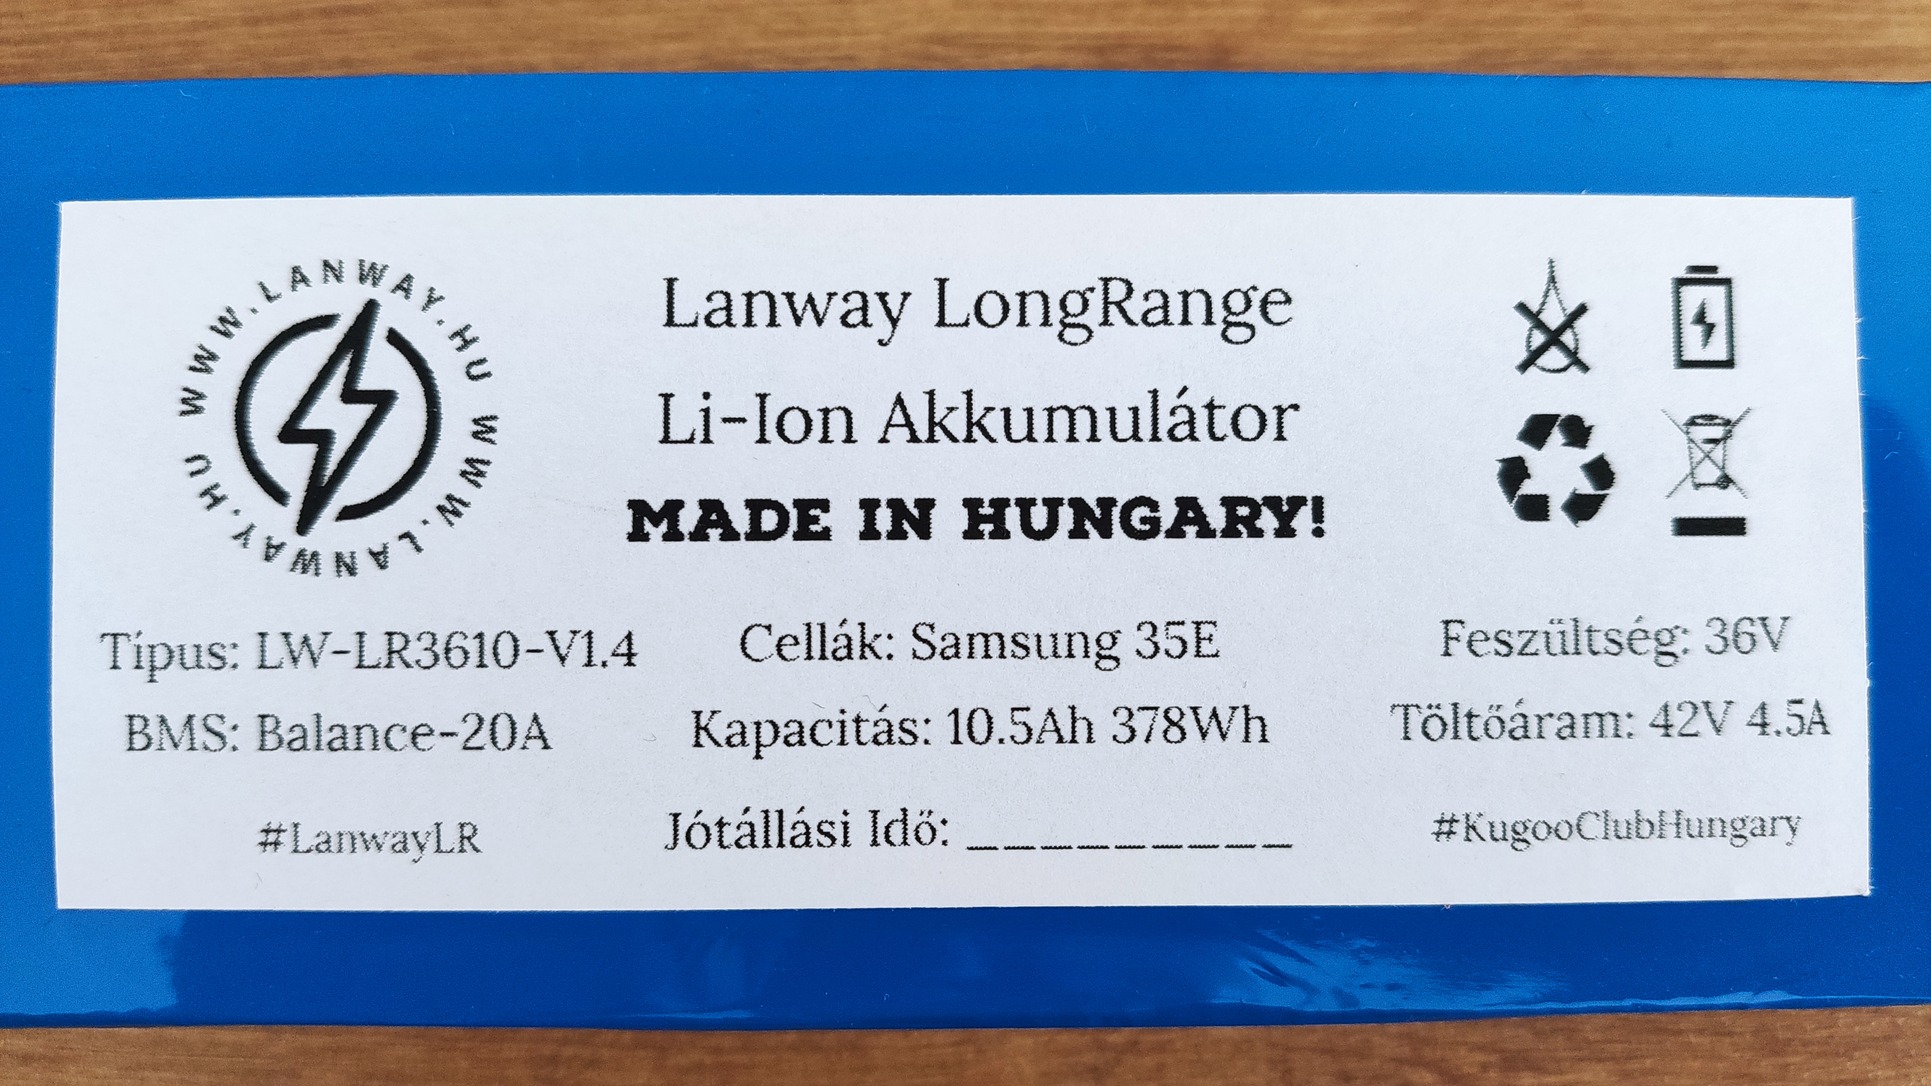 WWW.LANWAY.HU WWW.LANWAY.HU
Lanway LongRange
Li-Ion Akkumulátor
MADE IN HUNGARY!
Típus: LW-LR3610-V1.4
Cellák: Samsung 35E
Feszültség: 36V
BMS: Balance-20A
Kapacitás: 10.5Ah 378Wh
Töltőáram: 42V 4.5A
#LanwayLR
Jótállási Idő: _________
#KugooClubHungary